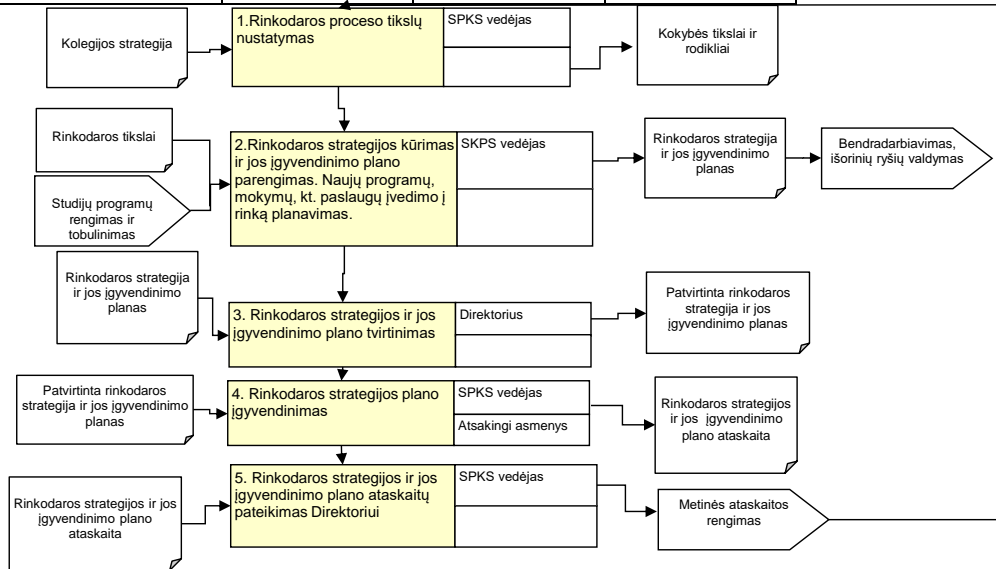 Kolegijos strategija
1.Rinkodaros proceso tikslų
nustatymas
SPKS vedėjas
Kokybės tikslai ir
rodikliai
Rinkodaros tikslai
Studijų programų
rengimas ir
tobulinimas
2.Rinkodaros strategijos kūrimas
ir jos įgyvendinimo plano
parengimas. Naujų programų,
mokymų, kt. paslaugų įvedimo į
rinką planavimas.
SKPS vedėjas
Rinkodaros strategija
ir jos įgyvendinimo
planas
Bendradarbiavimas,
išorinių ryšių valdymas
Rinkodaros strategija
ir jos įgyvendinimo
planas
3. Rinkodaros strategijos ir jos
įgyvendinimo plano tvirtinimas
Direktorius
Patvirtinta rinkodaros
strategija ir jos
įgyvendinimo planas
Patvirtinta rinkodaros
strategija ir jos įgyvendinimo
planas
4. Rinkodaros strategijos plano
įgyvendinimas
SPKS vedėjas
Atsakingi asmenys
Rinkodaros strategijos
ir jos įgyvendinimo
plano ataskaita
Rinkodaros strategijos ir jos
įgyvendinimo plano
ataskaita
5. Rinkodaros strategijos ir jos
įgyvendinimo plano ataskaitų
pateikimas Direktoriui
SPKS vedėjas
Metinės ataskaitos
rengimas